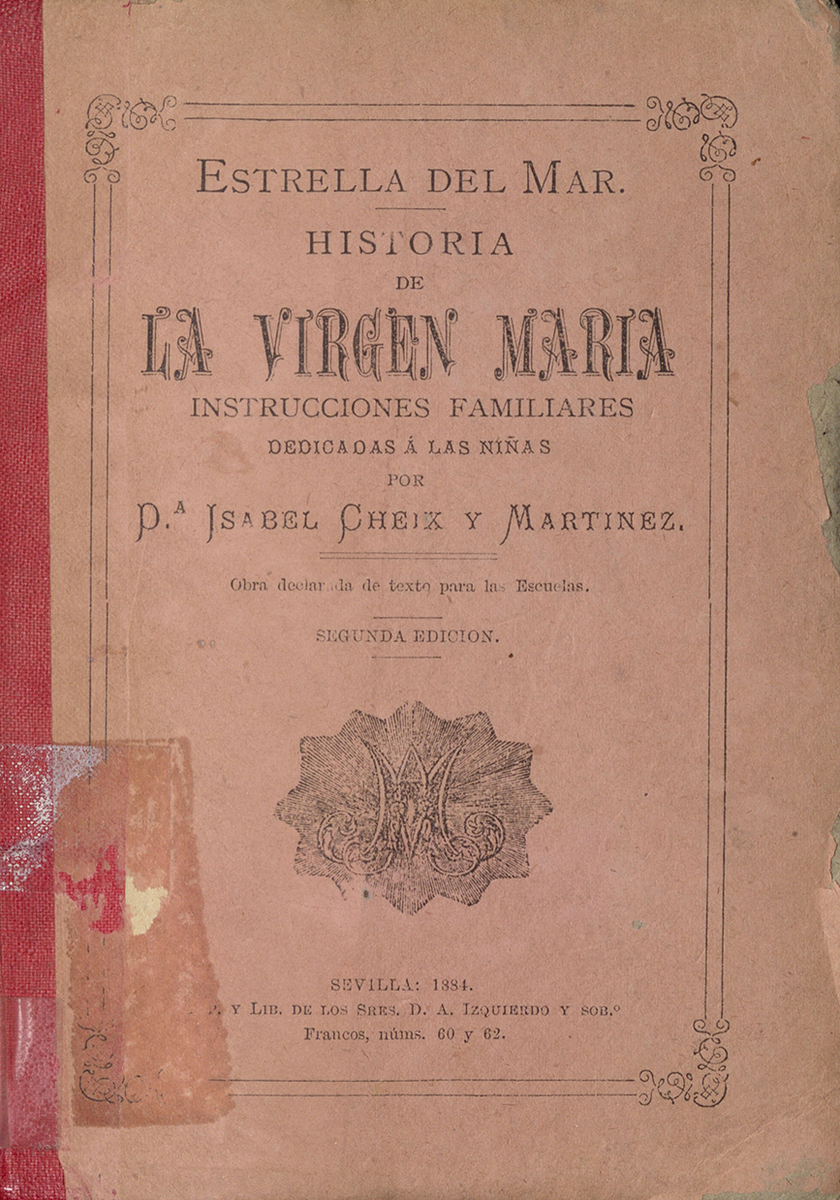 ESTRELLA DEL MAR.
HISTORIA
DE
LA VIRGEN MARIA
INSTRUCCIONES FAMILIARES
DEDICADAS Á LAS NIÑAS
POR
D.ᴬ ISABEL CHEIX Y MARTINEZ.
Obra declarada de texto para las Escuelas.
SEGUNDA EDICION.
SEVILLA: 1884.
Y LIB. DE LOS SRES. D. A. IZQUIERDO Y SOB.º
Francos, núms. 60 y 62.